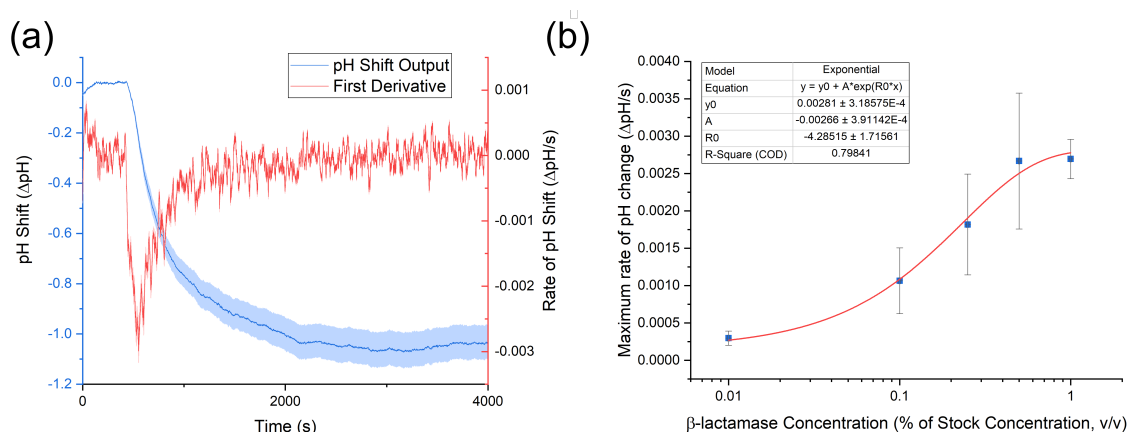 (a)
pH Shift Output
First Derivative
0.0
-0.2
-0.4
-0.6
-0.8
-1.0
-1.2
pH Shift (ΔpH)
0.001
0.000
-0.001
-0.002
-0.003
Rate of pH Shift (ΔpH/s)
0 2000 4000
Time (s)
(b)
Model Exponential
Equation y = y0 + A*exp(R0*x)
y0 0.00281 ± 3.18575E-4
A -0.00266 ± 3.91142E-4
R0 -4.28515 ± 1.71561
R-Square (COD) 0.79841
0.0040
0.0035
0.0030
0.0025
0.0020
0.0015
0.0010
0.0005
0.0000
Maximum rate of pH change (ΔpH/s)
0.01 0.1 1
β-lactamase Concentration (% of Stock Concentration, v/v)